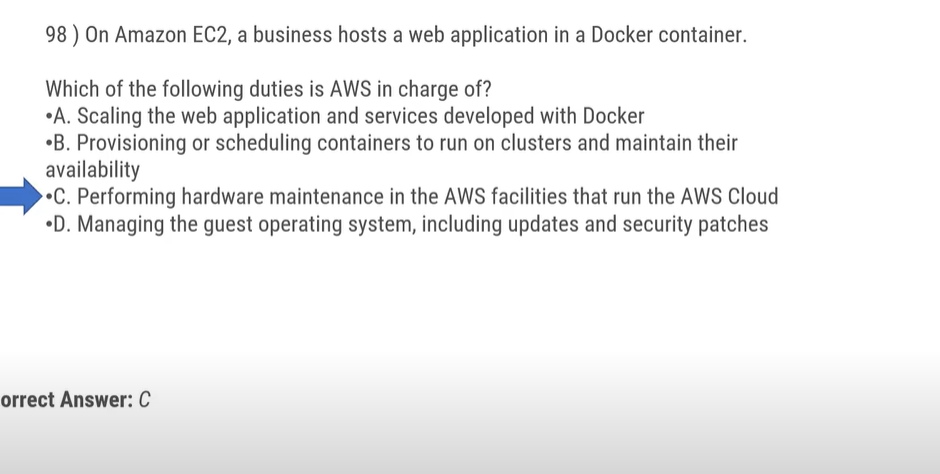 98 ) On Amazon EC2, a business hosts a web application in a Docker container.
Which of the following duties is AWS in charge of?
•A. Scaling the web application and services developed with Docker
•B. Provisioning or scheduling containers to run on clusters and maintain their
availability
•C. Performing hardware maintenance in the AWS facilities that run the AWS Cloud
•D. Managing the guest operating system, including updates and security patches
orrect Answer: C